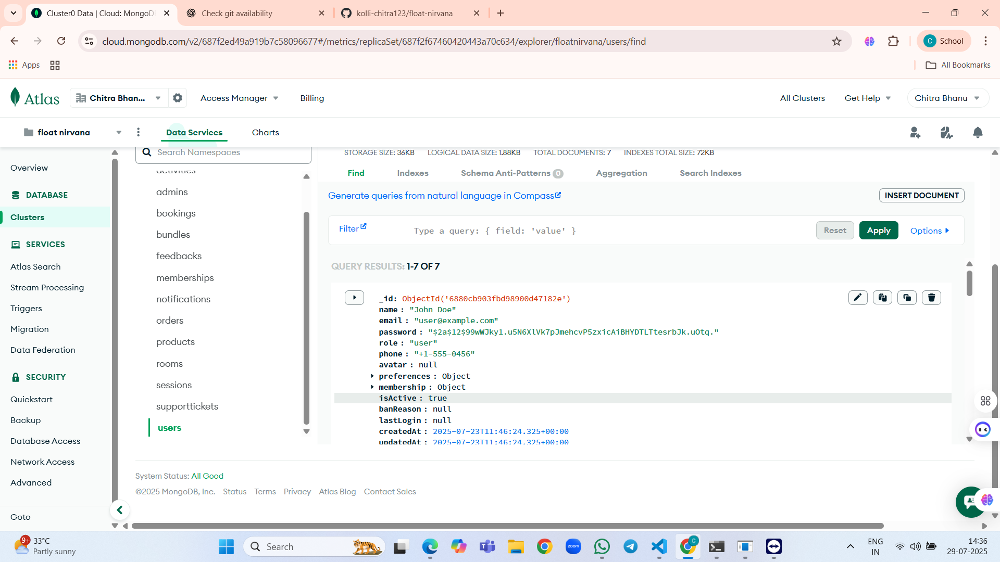 Cluster0 Data | Cloud: MongoD
Check git availability
kolli-chitra123/float-nirvana
cloud.mongodb.com/v2/687f2ed49a919b7c58096677#/metrics/replicaSet/687f2f67460420443a70c634/explorer/floatnirvana/users/find
C School
Apps
All Bookmarks
Atlas
Chitra Bhan...
Access Manager
Billing
All Clusters
Get Help
Chitra Bhanu
float nirvana
Data Services
Charts
Overview
DATABASE
Clusters
SERVICES
Atlas Search
Stream Processing
Triggers
Migration
Data Federation
SECURITY
Quickstart
Backup
Database Access
Network Access
Advanced
Goto
Search Namespaces
activities
admins
bookings
bundles
feedbacks
memberships
notifications
orders
products
rooms
sessions
supporttickets
users
STORAGE SIZE: 36KB LOGICAL DATA SIZE: 1.88KB TOTAL DOCUMENTS: 7 INDEXES TOTAL SIZE: 72KB
Find Indexes Schema Anti-Patterns 0 Aggregation Search Indexes
Generate queries from natural language in Compass
INSERT DOCUMENT
Filter
Type a query: { field: 'value' }
Reset
Apply
Options
QUERY RESULTS: 1-7 OF 7
_id: ObjectId('6880cb903fbd98900d47182e')
name : "John Doe"
email : "user@example.com"
password : "$2a$12$99wWJky1.u5N6XlVk7pJmehcvP5zxicAiBHYDTLTtesrbJk.uOtq."
role : "user"
phone : "+1-555-0456"
avatar : null
preferences : Object
membership : Object
isActive : true
banReason : null
lastLogin : null
createdAt : 2025-07-23T11:46:24.325+00:00
updatedAt : 2025-07-23T11:46:24.325+00:00
System Status: All Good
©2025 MongoDB, Inc. Status Terms Privacy Atlas Blog Contact Sales
9+
33°C
Partly sunny
Search
zoom
C
ENG
IN
14:36
29-07-2025